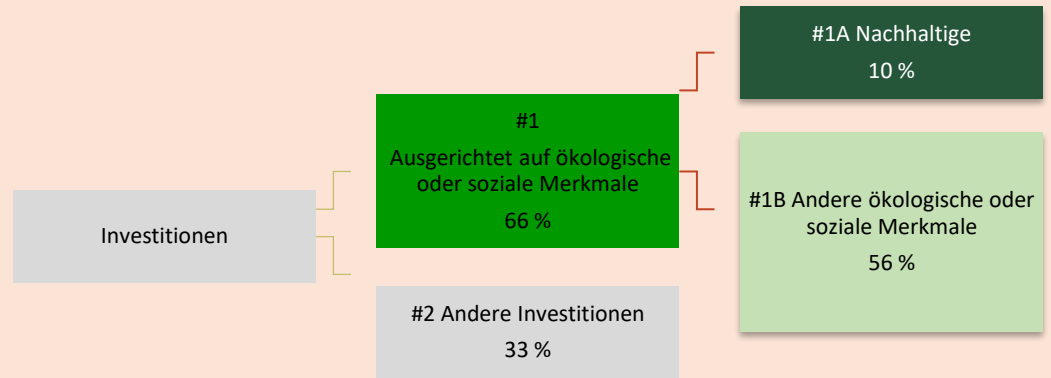 Investitionen
#1
Ausgerichtet auf ökologische
oder soziale Merkmale
66 %
#2 Andere Investitionen
33 %
#1A Nachhaltige
10 %
#1B Andere ökologische oder
soziale Merkmale
56 %